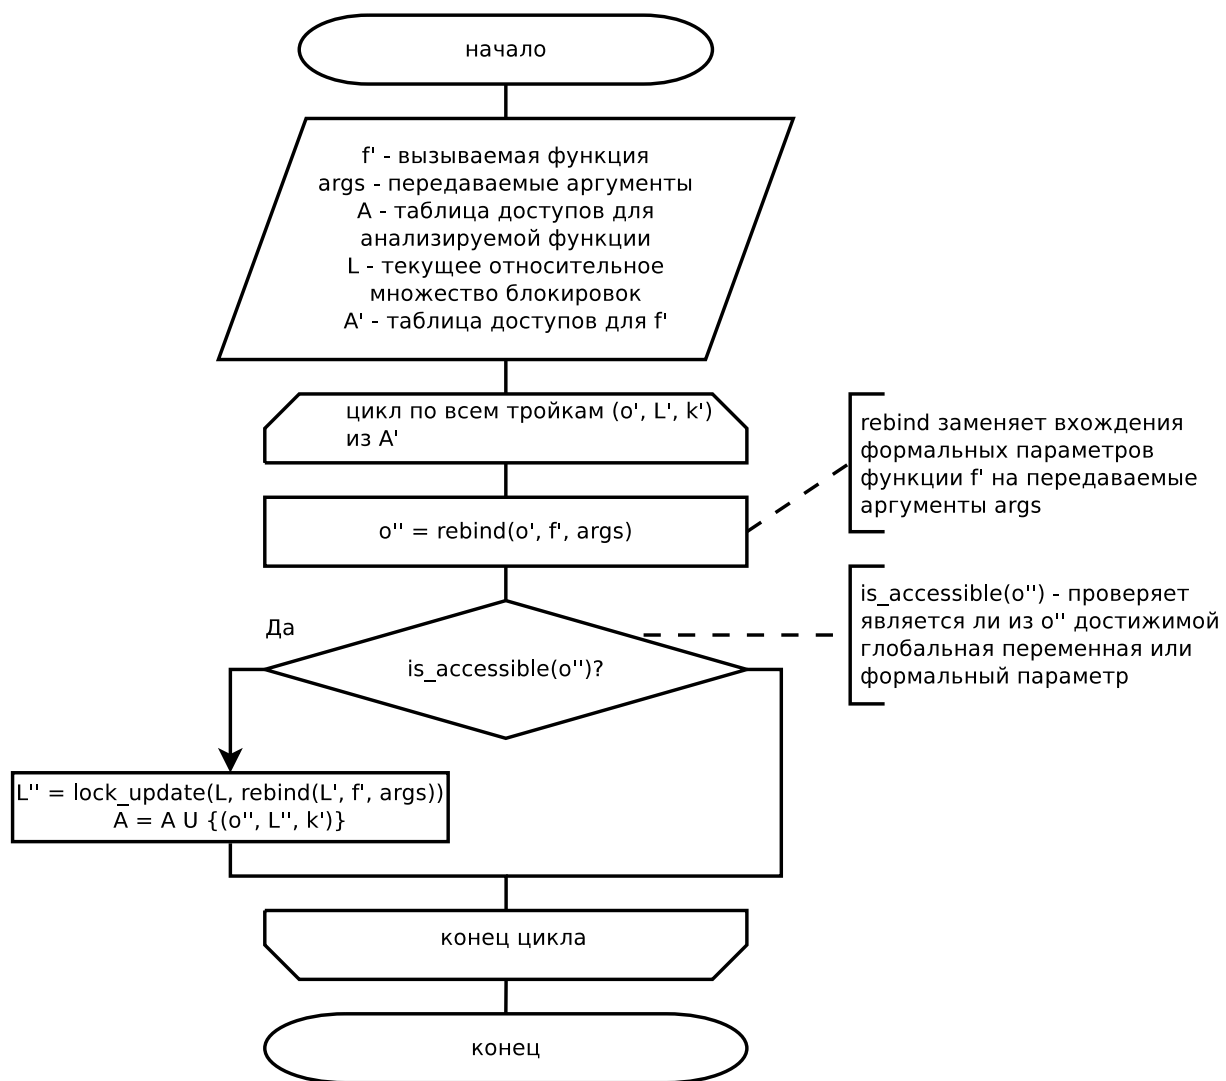 начало
f' - вызываемая функция
args - передаваемые аргументы
A - таблица доступов для
анализируемой функции
L - текущее относительное
множество блокировок
A' - таблица доступов для f'
цикл по всем тройкам (o', L', k')
из A'
rebind заменяет вхождения
формальных параметров
функции f' на передаваемые
аргументы args
o'' = rebind(o', f', args)
is_accessible(o'') - проверяет
является ли из o'' достижимой
глобальная переменная или
формальный параметр
Да
is_accessible(o'')?
L'' = lock_update(L, rebind(L', f', args))
A = A U {(o'', L'', k')}
конец цикла
конец